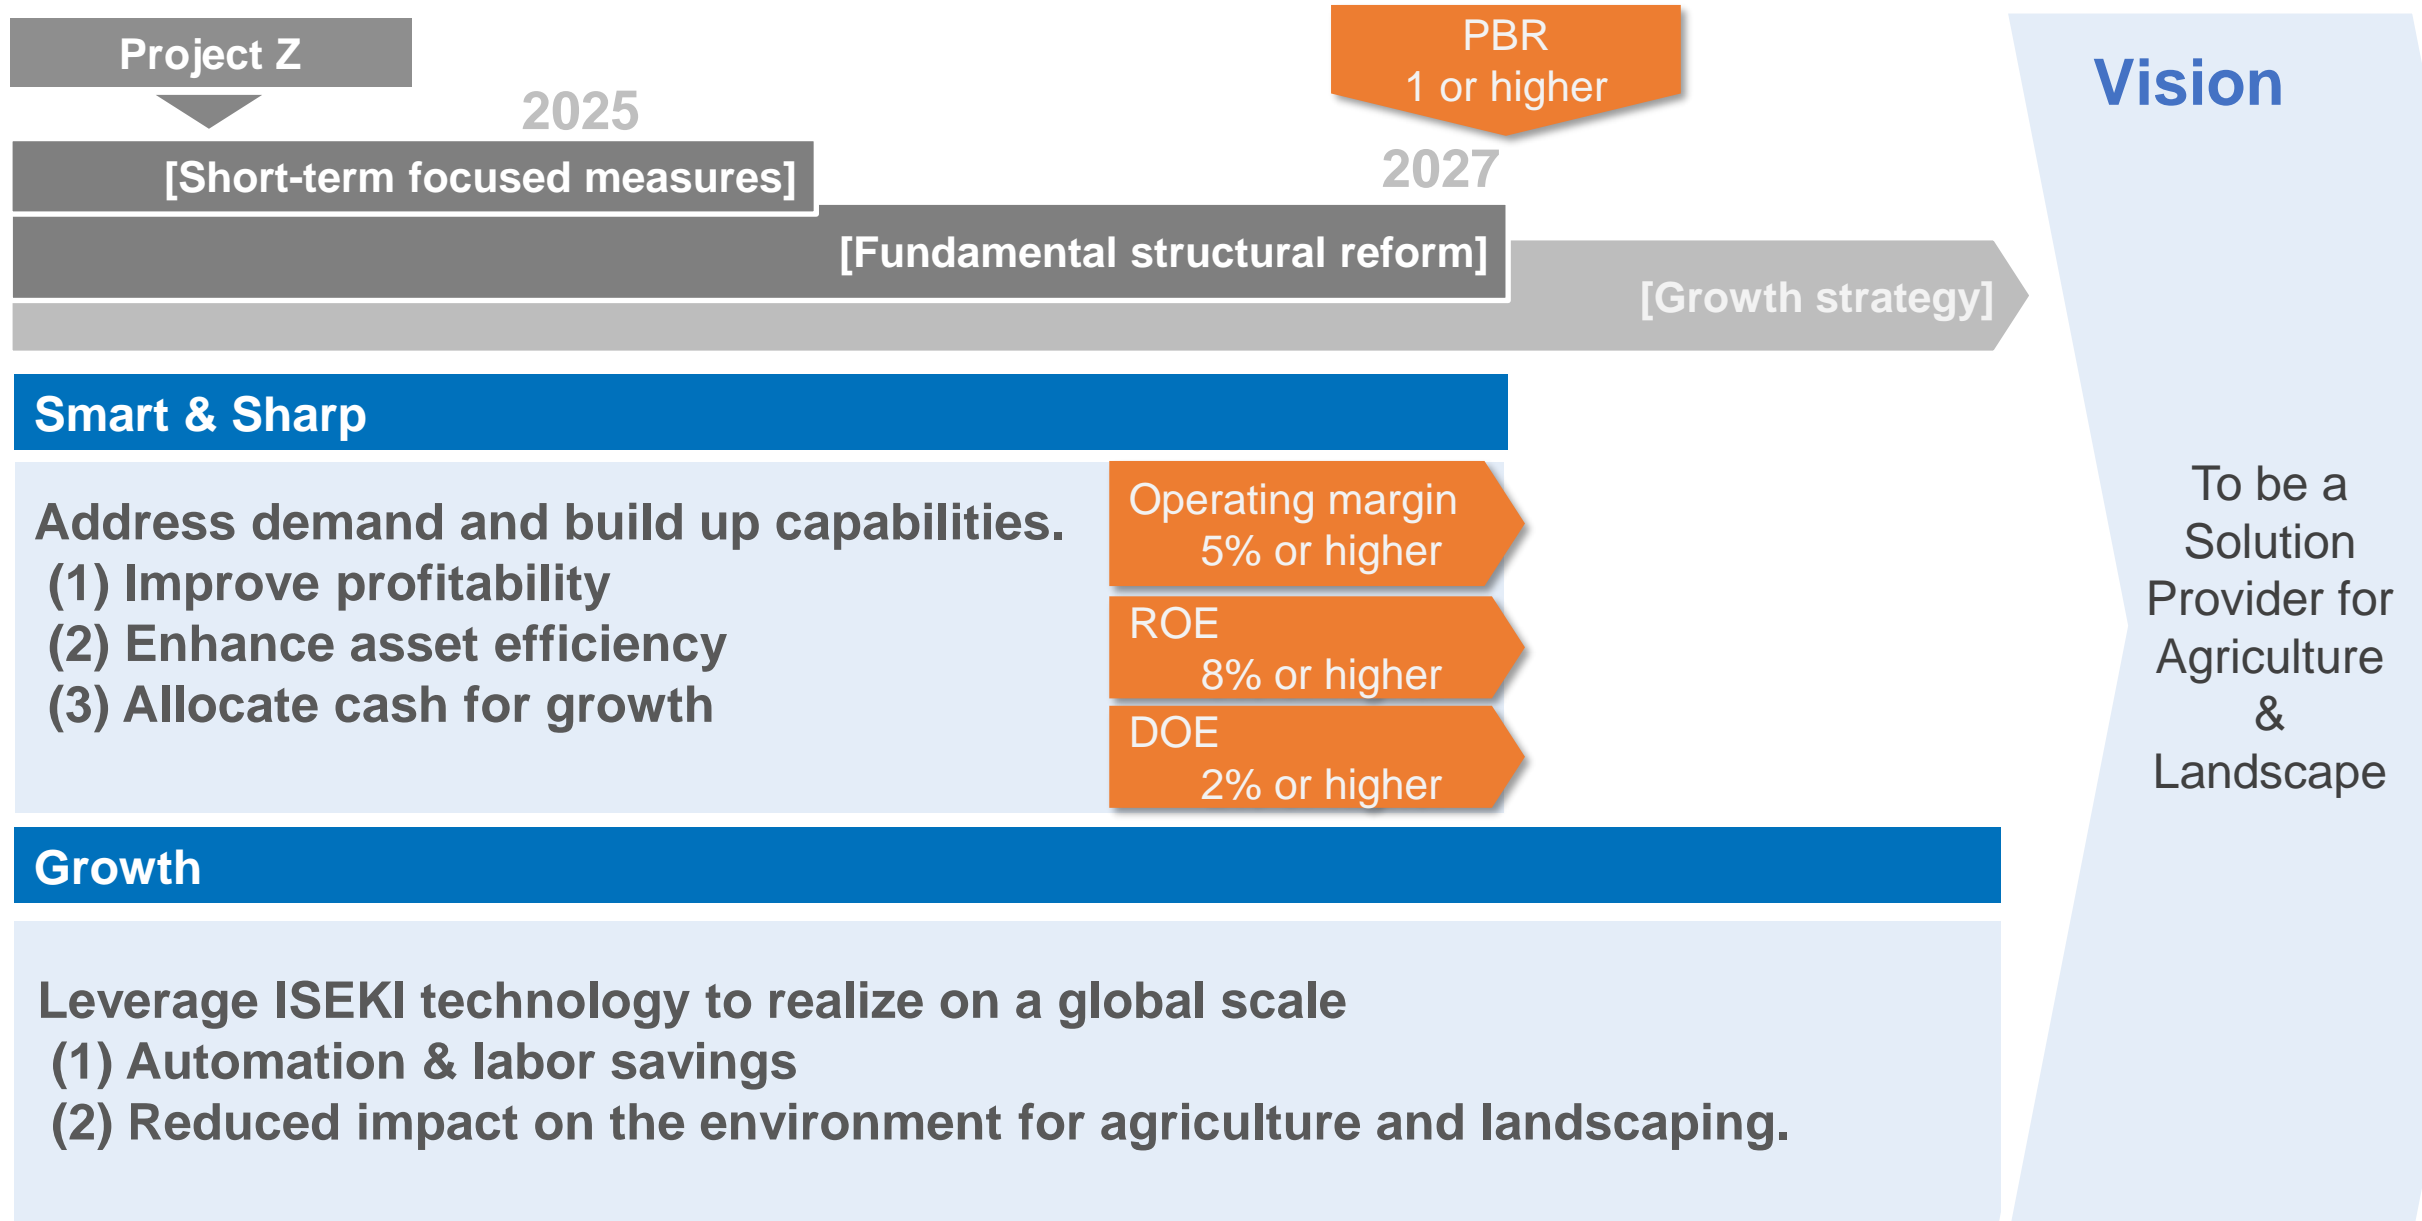 Project Z
2025
[Short-term focused measures]
PBR
1 or higher
2027
[Fundamental structural reform]
[Growth strategy]
Smart & Sharp
Address demand and build up capabilities.
(1) Improve profitability
(2) Enhance asset efficiency
(3) Allocate cash for growth
Operating margin
5% or higher
ROE
8% or higher
DOE
2% or higher
Growth
Leverage ISEKI technology to realize on a global scale
(1) Automation & labor savings
(2) Reduced impact on the environment for agriculture and landscaping.
Vision
To be a
Solution
Provider for
Agriculture
&
Landscape